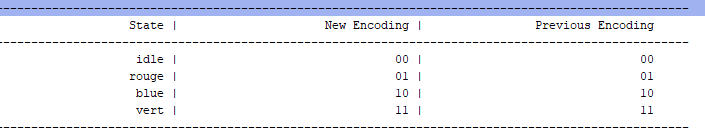 State | New Encoding | Previous Encoding
idle | 00 | 00
rouge | 01 | 01
blue | 10 | 10
vert | 11 | 11